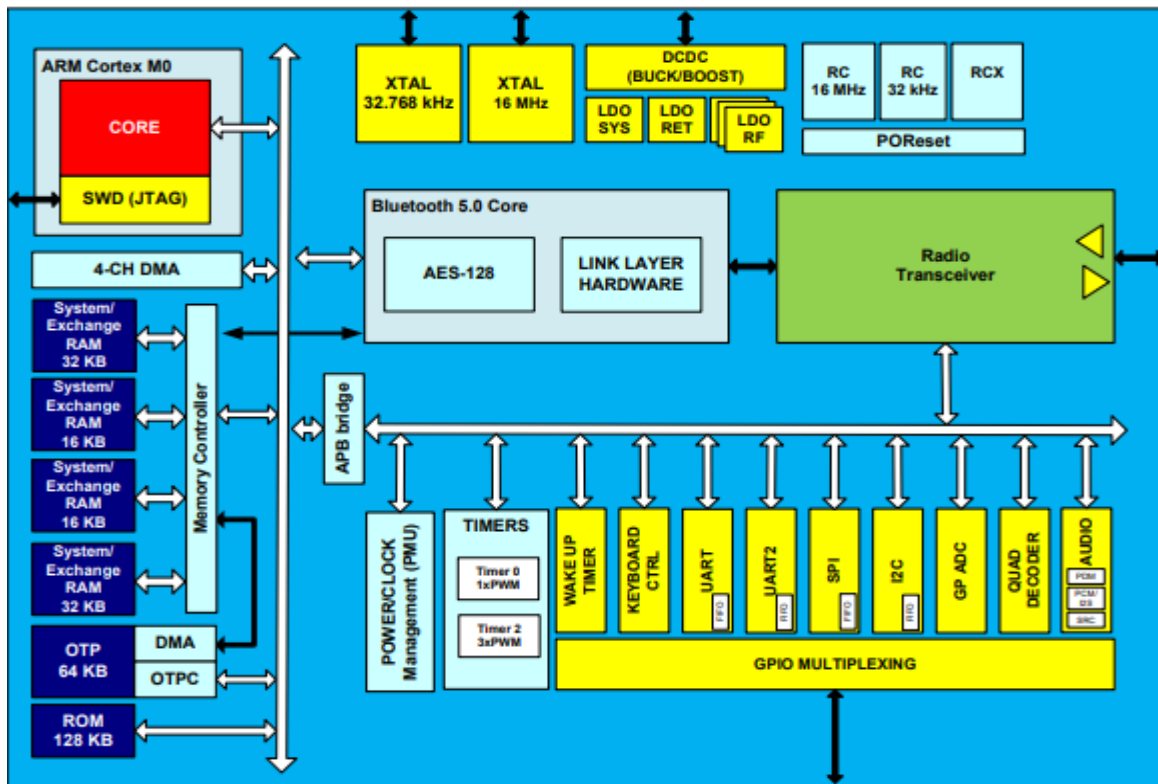 ARM Cortex M0
CORE
SWD (JTAG)
XTAL
32.768 kHz
XTAL
16 MHz
DCDC
(BUCK/BOOST)
LDO
SYS
LDO
RET
LDO
RF
RC
16 MHz
RC
32 kHz
RCX
POReset
Bluetooth 5.0 Core
AES-128
LINK LAYER
HARDWARE
Radio
Transceiver
4-CH DMA
System/
Exchange
RAM
32 KB
System/
Exchange
RAM
16 KB
System/
Exchange
RAM
16 KB
System/
Exchange
RAM
32 KB
Memory Controller
OTP
64 KB
DMA
OTPC
ROM
128 KB
APB bridge
POWER/CLOCK
Management (PMU)
TIMERS
Timer 0
1xPWM
Timer 2
3xPWM
WAKE UP
TIMER
KEYBOARD
CTRL
UART
FIFO
UART2
FIFO
SPI
FIFO
I2C
FIFO
GP ADC
QUAD
DECODER
AUDIO
PDM
PCM/
I2S
SRC
GPIO MULTIPLEXING